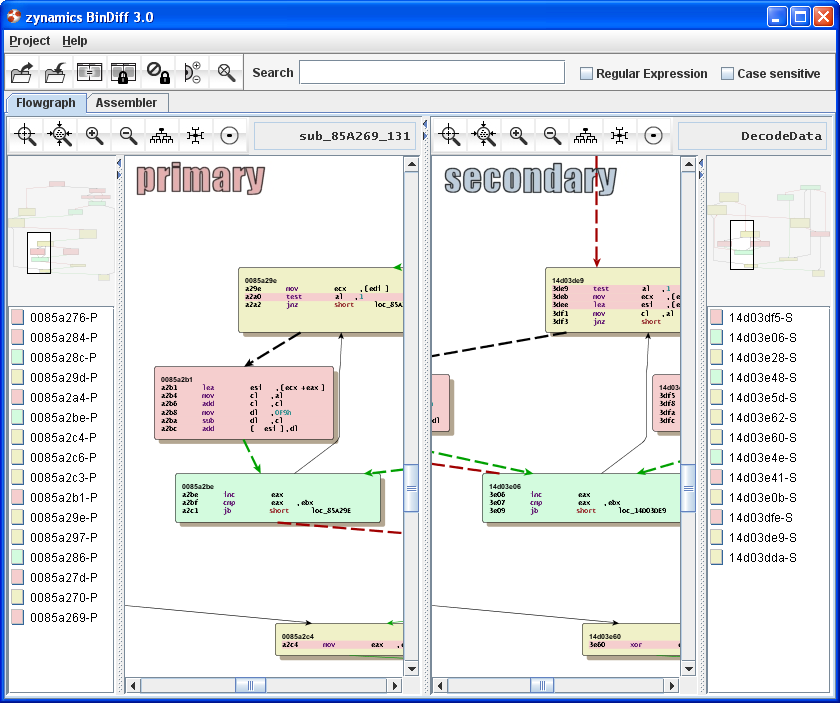 zynamics BinDiff 3.0
Project Help
Search
Regular Expression
Case sensitive
Flowgraph Assembler
sub_85A269_131
DecodeData
primary
secondary
0085a276-P
0085a284-P
0085a28c-P
0085a29d-P
0085a2a4-P
0085a2be-P
0085a2c4-P
0085a2c6-P
0085a2c3-P
0085a2b1-P
0085a29e-P
0085a297-P
0085a286-P
0085a27d-P
0085a270-P
0085a269-P
0085a29e
a29e mov ecx ,[edi ]
a2a0 test al ,1
a2a2 jnz short loc_85A
0085a2b1
a2b1 lea esi ,[ecx +eax ]
a2b4 mov cl ,al
a2b6 add cl ,cl
a2b8 mov dl ,0F9h
a2ba sub dl ,cl
a2bc add [ esi ],dl
0085a2be
a2be inc eax
a2bf cmp eax ,ebx
a2c1 jb short loc_85A29E
0085a2c4
a2c4 mov eax
14d03de9
3de9 test al ,1
3deb mov cx ,[e
3dee lea esi ,[e
3df1 mov cl ,al
3df3 jnz short
dl
14d03
3df5
3df8
3dfa
3dfc
14d03e06
3e06 inc eax
3e07 cmp eax ,ebx
3e09 jb short loc_14D03DE9
14d03e60
3e60 xor
14d03df5-S
14d03e06-S
14d03e28-S
14d03e48-S
14d03e5d-S
14d03e62-S
14d03e60-S
14d03e4e-S
14d03e41-S
14d03e0b-S
14d03dfe-S
14d03de9-S
14d03dda-S